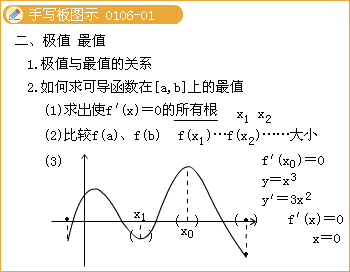 手写板图示 0106-01
二、极值 最值
1.极值与最值的关系
2.如何求可导函数在[a,b]上的最值
(1)求出使f′(x)=0的所有根 x₁ x₂
(2)比较f(a)、f(b) f(x₁)…f(x₂)……大小
(3)
f′(x₀)=0
y=x³
y′=3x²
f′(x)=0
x=0
x₁
( )
( )
x₀
( )